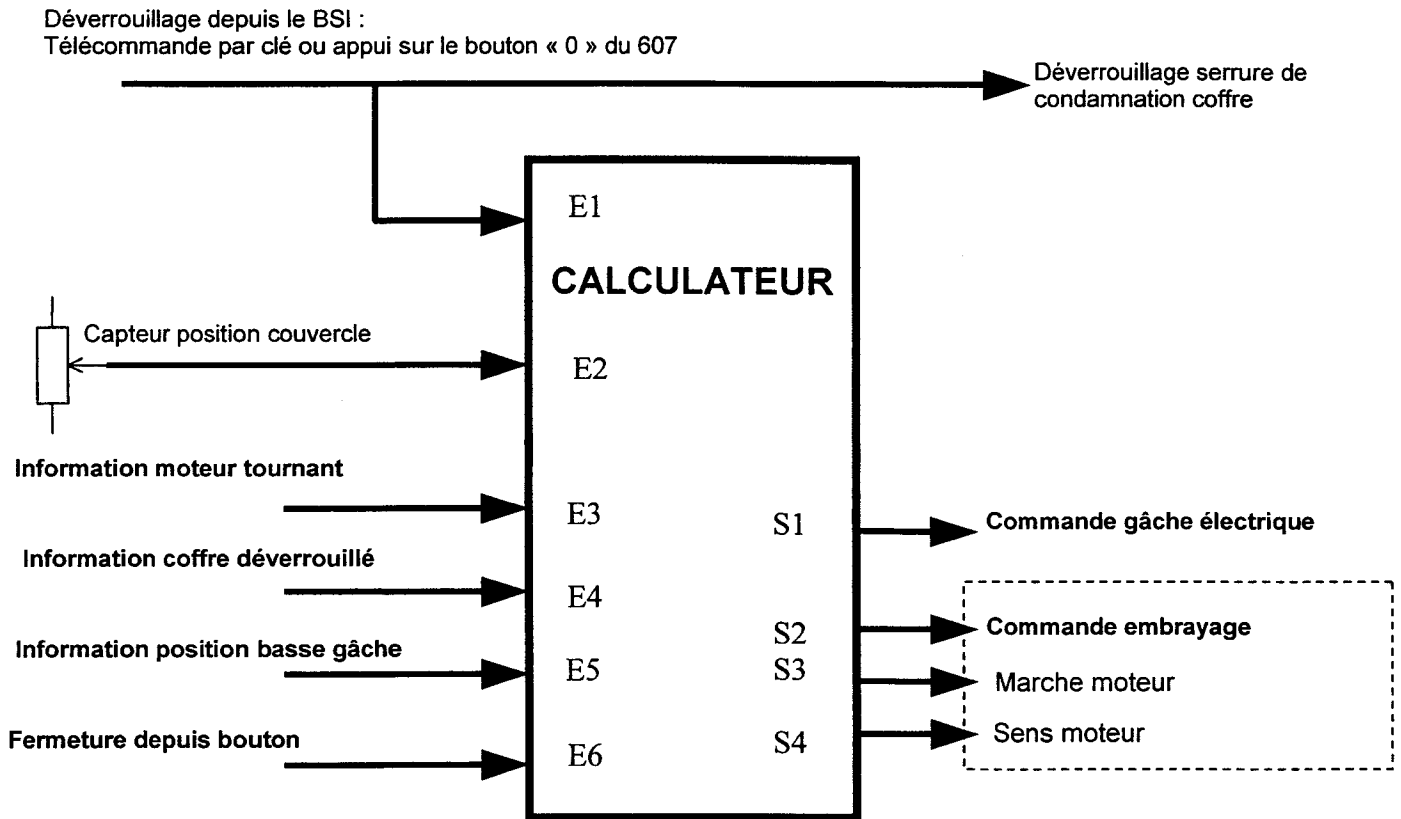 Déverrouillage depuis le BSI :
Télécommande par clé ou appui sur le bouton « 0 » du 607
Déverrouillage serrure de
condamnation coffre
E1
CALCULATEUR
Capteur position couvercle
E2
Information moteur tournant
E3
S1
Commande gâche électrique
Information coffre déverrouillé
E4
S2
Commande embrayage
Information position basse gâche
E5
S3
Marche moteur
Fermeture depuis bouton
E6
S4
Sens moteur